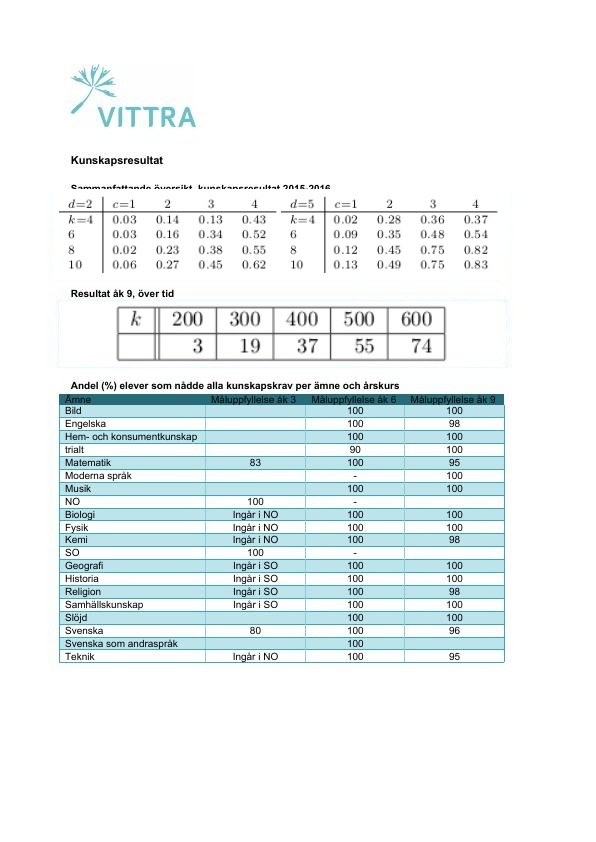 VITTRA
Kunskapsresultat
Sammanfattande översikt, kunskapsresultat 2015-2016
d=2 c=1 2 3 4 d=5 c=1 2 3 4
k=4 0.03 0.14 0.13 0.43 k=4 0.02 0.28 0.36 0.37
6 0.03 0.16 0.34 0.52 6 0.09 0.35 0.48 0.54
8 0.02 0.23 0.38 0.55 8 0.12 0.45 0.75 0.82
10 0.06 0.27 0.45 0.62 10 0.13 0.49 0.75 0.83
Resultat åk 9, över tid
k 200 300 400 500 600
3 19 37 55 74
Andel (%) elever som nådde alla kunskapskrav per ämne och årskurs
Ämne Måluppfyllelse åk 3 Måluppfyllelse åk 6 Måluppfyllelse åk 9
Bild 100 100
Engelska 100 98
Hem- och konsumentkunskap 100 100
trialt 90 100
Matematik 83 100 95
Moderna språk - 100
Musik 100 100
NO 100 -
Biologi Ingår i NO 100 100
Fysik Ingår i NO 100 100
Kemi Ingår i NO 100 98
SO 100 -
Geografi Ingår i SO 100 100
Historia Ingår i SO 100 100
Religion Ingår i SO 100 98
Samhällskunskap Ingår i SO 100 100
Slöjd 100 100
Svenska 80 100 96
Svenska som andraspråk 100
Teknik Ingår i NO 100 95